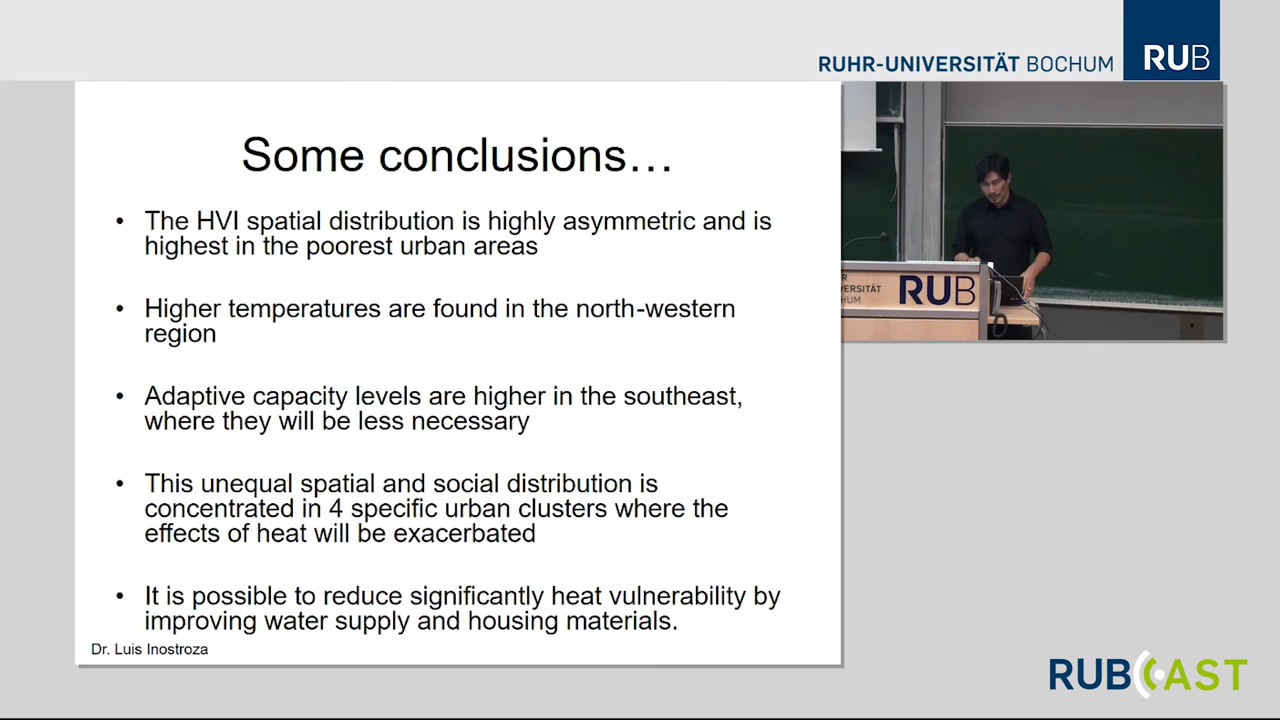 RUHR-UNIVERSITÄT BOCHUM
RUB
Some conclusions…
• The HVI spatial distribution is highly asymmetric and is
highest in the poorest urban areas
• Higher temperatures are found in the north-western
region
• Adaptive capacity levels are higher in the southeast,
where they will be less necessary
• This unequal spatial and social distribution is
concentrated in 4 specific urban clusters where the
effects of heat will be exacerbated
• It is possible to reduce significantly heat vulnerability by
improving water supply and housing materials.
Dr. Luis Inostroza
RUB
RUBCAST